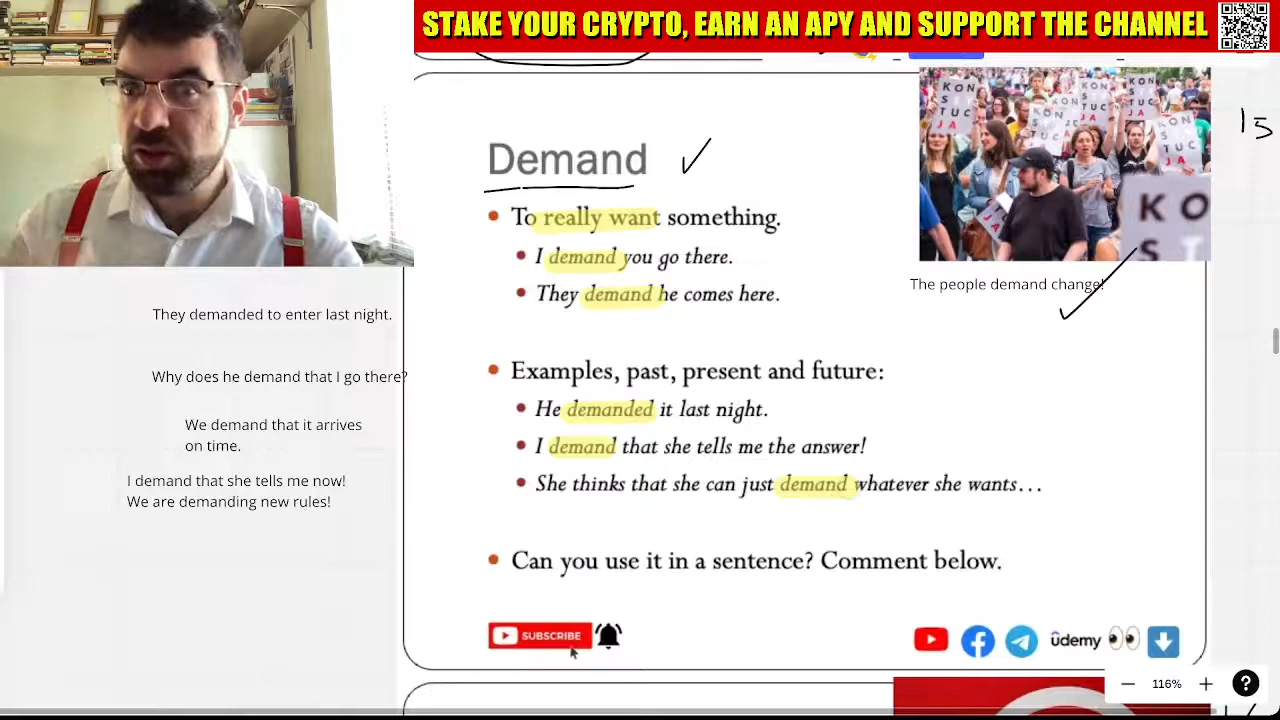 STAKE YOUR CRYPTO, EARN AN APY AND SUPPORT THE CHANNEL
15
Demand
• To really want something.
• I demand you go there.
• They demand he comes here.
KON
S TI
TUC
JA
K O
S
The people demand change!
They demanded to enter last night.
Why does he demand that I go there?
We demand that it arrives
on time.
I demand that she tells me now!
We are demanding new rules!
• Examples, past, present and future:
• He demanded it last night.
• I demand that she tells me the answer!
• She thinks that she can just demand whatever she wants...
• Can you use it in a sentence? Comment below.
SUBSCRIBE
ûdemy
− 116% + ?